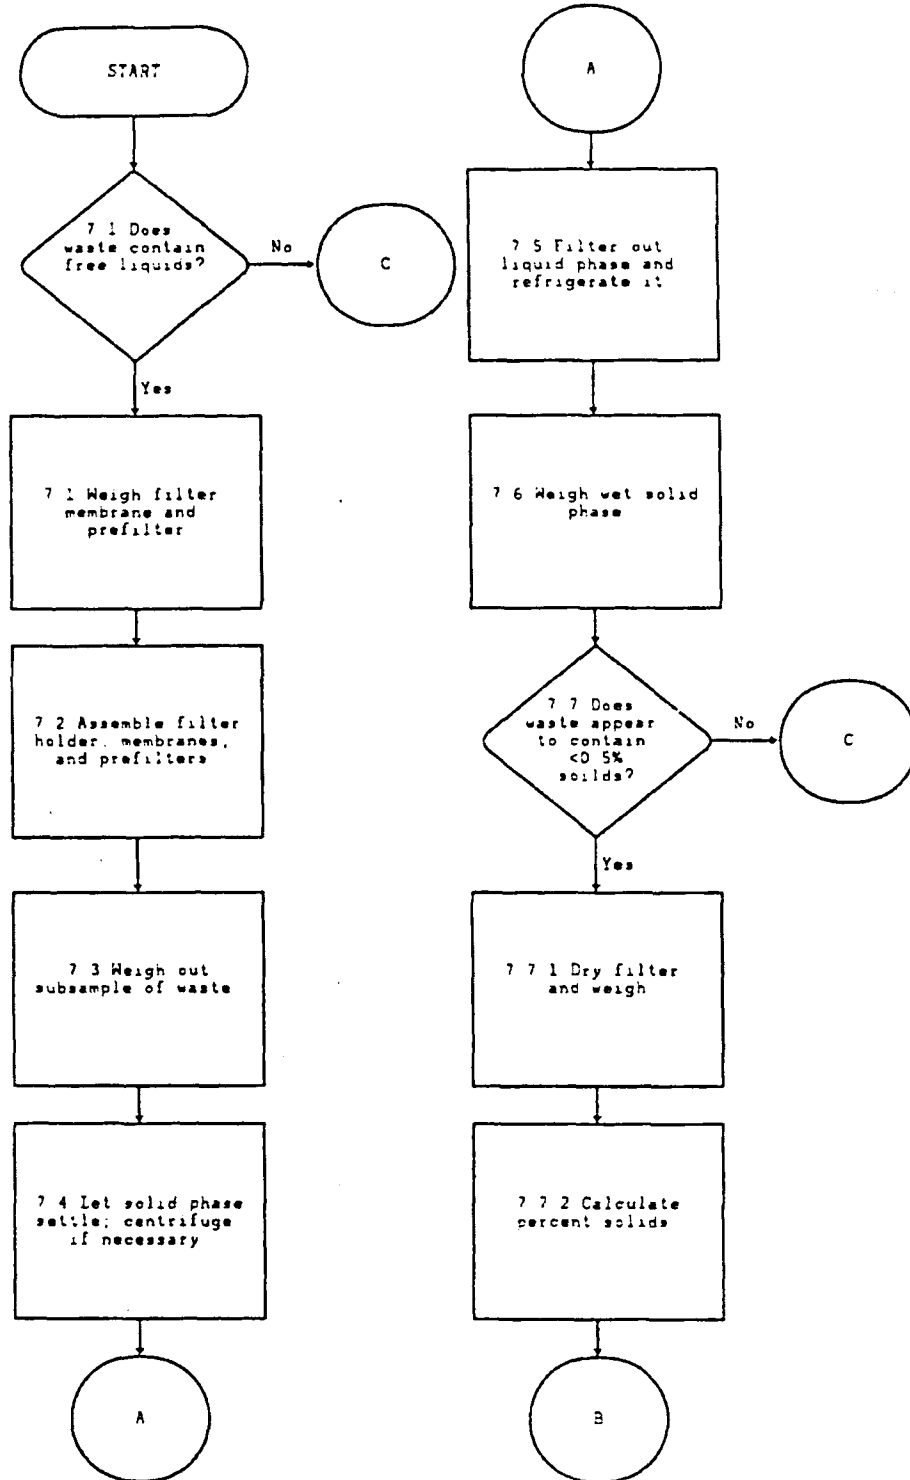 START
7 1 Does
waste contain
free liquids?
No
C
Yes
7 1 Weigh filter
membrane and
prefilter
7 2 Assemble filter
holder, membranes,
and prefilters
7 3 Weigh out
subsample of waste
7 4 Let solid phase
settle; centrifuge
if necessary
A
A
7 5 Filter out
liquid phase and
refrigerate it
7 6 Weigh wet solid
phase
7 7 Does
waste appear
to contain
<0 5%
soilds?
No
C
Yes
7 7 1 Dry filter
and weigh
7 7 2 Calculate
percent solids
B